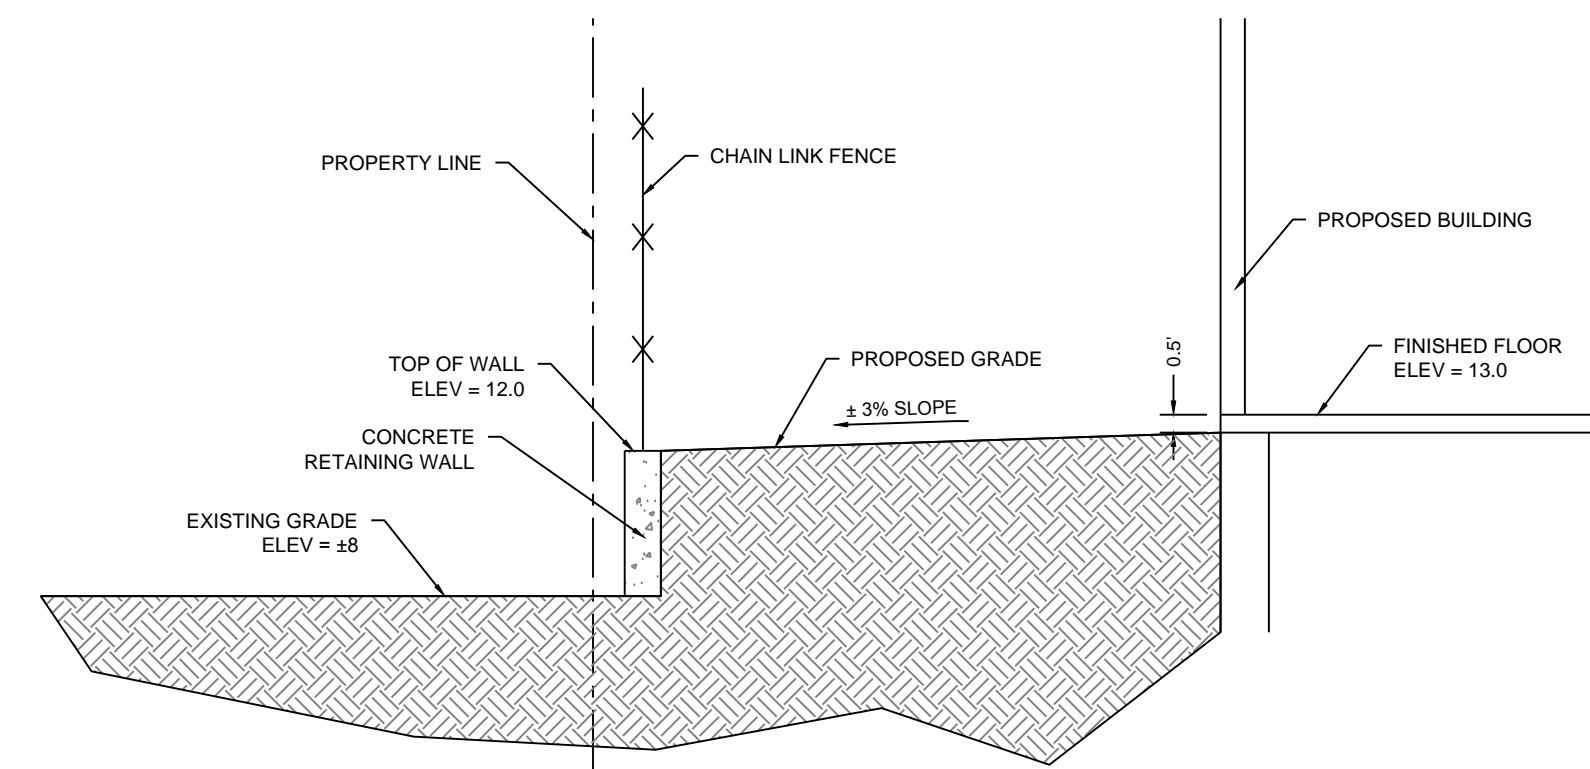 PROPERTY LINE
CHAIN LINK FENCE
PROPOSED BUILDING
TOP OF WALL
ELEV = 12.0
PROPOSED GRADE
± 3% SLOPE
0.5'
FINISHED FLOOR
ELEV = 13.0
CONCRETE
RETAINING WALL
EXISTING GRADE
ELEV = ±8